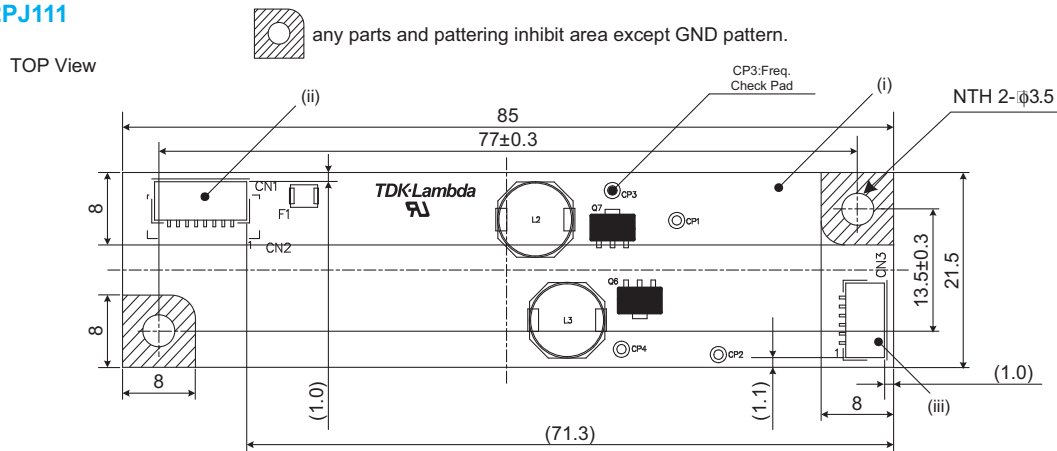 PJ111
any parts and pattering inhibit area except GND pattern.
TOP View
CP3:Freq.
Check Pad
(ii)
(i)
NTH 2-ϕ3.5
85
77±0.3
8
CN1
F1
1
CN2
TDK·Lambda
L2
Q7
CP3
CP1
CN3
13.5±0.3
21.5
8
Q6
L3
CP4
CP2
1
8
(1.0)
(1.1)
8
(iii)
(1.0)
(71.3)